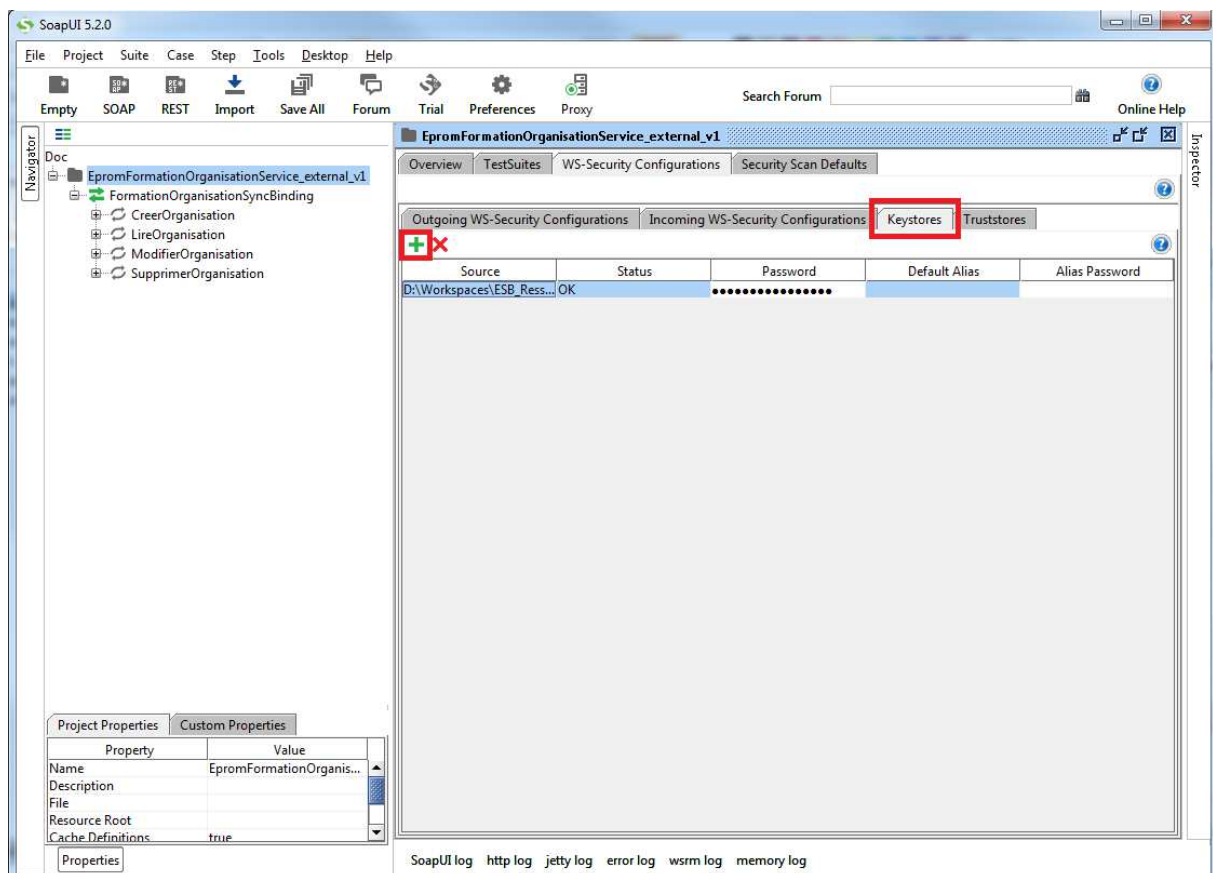 SoapUI 5.2.0
File Project Suite Case Step Tools Desktop Help
Empty SOAP REST Import Save All Forum Trial Preferences Proxy Search Forum Online Help
Navigator
Doc
EpromFormationOrganisationService_external_v1
FormationOrganisationSyncBinding
CreerOrganisation
LireOrganisation
ModifierOrganisation
SupprimerOrganisation
EpromFormationOrganisationService_external_v1
Overview TestSuites WS-Security Configurations Security Scan Defaults
Outgoing WS-Security Configurations Incoming WS-Security Configurations Keystores Truststores
Source Status Password Default Alias Alias Password
D:\Workspaces\ESB_Ress... OK ●●●●●●●●●●●●●●●●
Inspector
Project Properties Custom Properties
Property Value
Name EpromFormationOrganis...
Description
File
Resource Root
Cache Definitions true
Properties
SoapUI log http log jetty log error log wsrm log memory log